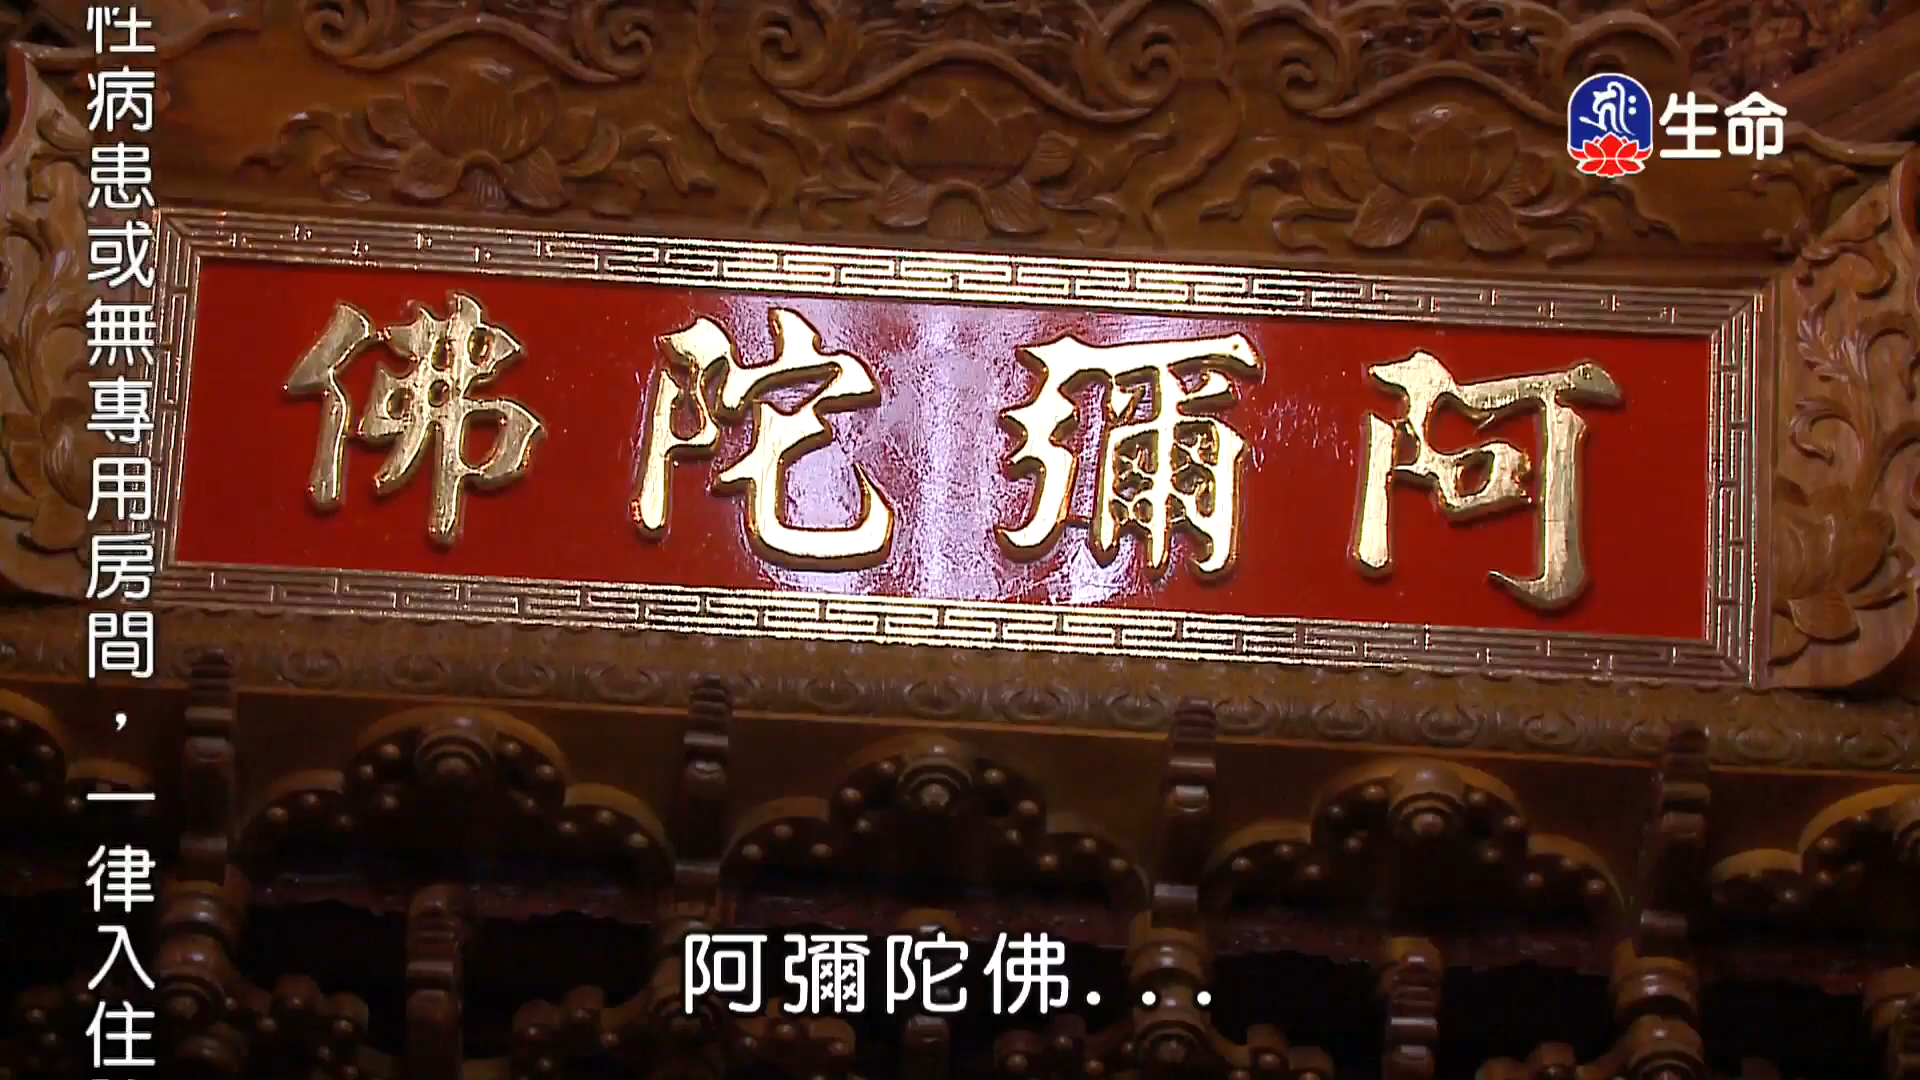 生命
阿彌陀佛
性病患或無專用房間，一律入住
阿彌陀佛...